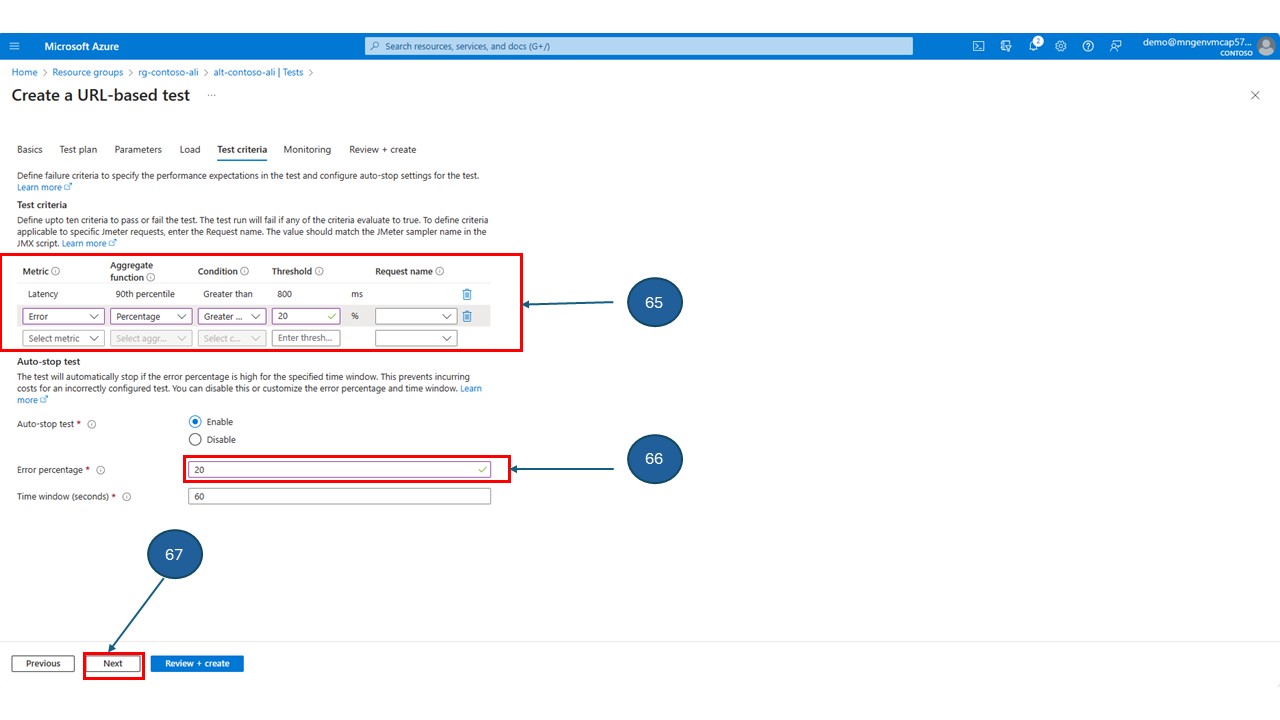 Microsoft Azure
Search resources, services, and docs (G+/)
2
demo@mngenvmcap57...
CONTOSO
Home > Resource groups > rg-contoso-ali > alt-contoso-ali | Tests >
Create a URL-based test ...
Basics Test plan Parameters Load Test criteria Monitoring Review + create
Define failure criteria to specify the performance expectations in the test and configure auto-stop settings for the test.
Learn more
Test criteria
Define upto ten criteria to pass or fail the test. The test run will fail if any of the criteria evaluate to true. To define criteria
applicable to specific Jmeter requests, enter the Request name. The value should match the JMeter sampler name in the
JMX script. Learn more
Metric Aggregate function Condition Threshold Request name
Latency 90th percentile Greater than 800 ms
Error Percentage Greater ... 20 %
Select metric Select aggr... Select c... Enter thresh...
65
Auto-stop test
The test will automatically stop if the error percentage is high for the specified time window. This prevents incurring
costs for an incorrectly configured test. You can disable this or customize the error percentage and time window. Learn
more
Auto-stop test * Enable
Disable
Error percentage * 20
66
Time window (seconds) * 60
67
Previous Next Review + create